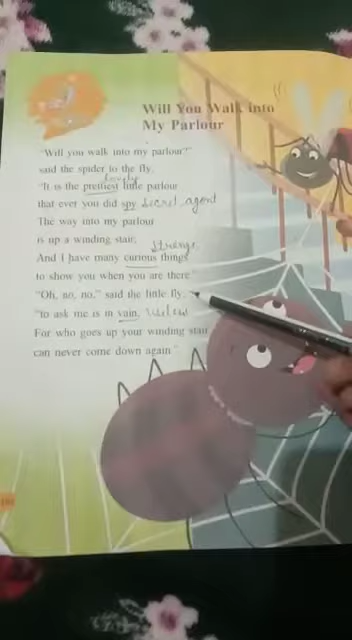 Will You Walk into
My Parlour
"Will you walk into my parlour?"
said the spider to the fly,
lovely
"It is the prettiest little parlour
that ever you did spy secret agent
The way into my parlour
is up a winding stair,
strange
And I have many curious things
to show you when you are there."
"Oh, no, no," said the little fly,
"to ask me is in vain,
For who goes up your winding stair
can never come down again."